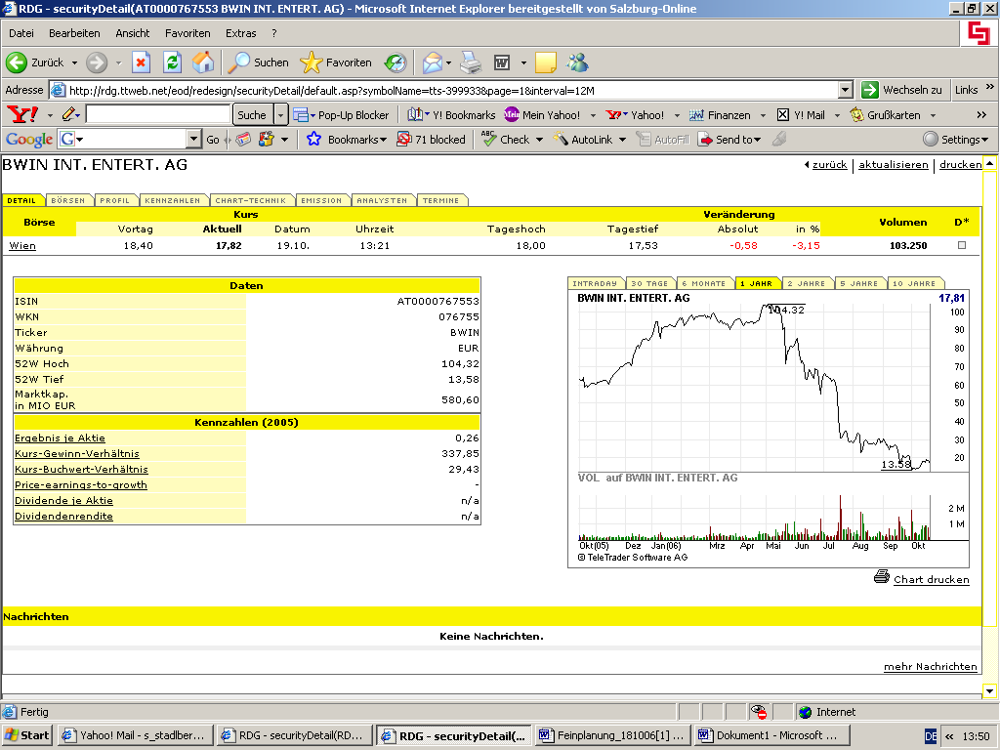 RDG - securityDetail(AT0000767553 BWIN INT. ENTERT. AG) - Microsoft Internet Explorer bereitgestellt von Salzburg-Online
Datei Bearbeiten Ansicht Favoriten Extras ?
Zurück Suchen Favoriten
Adresse http://rdg.ttweb.net/eod/redesign/securityDetail/default.asp?symbolName=tts-399933&page=1&interval=12M Wechseln zu Links »
Y! Suche Pop-Up Blocker Y! Bookmarks Mein Yahoo! Yahoo! Finanzen Y! Mail Grußkarten »
Google G Go Bookmarks 71 blocked Check AutoLink AutoFill Send to Settings
BWIN INT. ENTERT. AG zurück | aktualisieren | drucken
DETAIL BÖRSEN PROFIL KENNZAHLEN CHART-TECHNIK EMISSION ANALYSTEN TERMINE
Börse Kurs Veränderung Volumen D*
Vortag Aktuell Datum Uhrzeit Tageshoch Tagestief Absolut in %
Wien 18,40 17,82 19.10. 13:21 18,00 17,53 -0,58 -3,15 103.250
Daten
ISIN AT0000767553
WKN 076755
Ticker BWIN
Währung EUR
52W Hoch 104,32
52W Tief 13,58
Marktkap.
in MIO EUR 580,60
Kennzahlen (2005)
Ergebnis je Aktie 0,26
Kurs-Gewinn-Verhältnis 337,85
Kurs-Buchwert-Verhältnis 29,43
Price-earnings-to-growth -
Dividende je Aktie n/a
Dividendenrendite n/a
INTRADAY 30 TAGE 6 MONATE 1 JAHR 2 JAHRE 5 JAHRE 10 JAHRE
BWIN INT. ENTERT. AG 17,81
104.32
100
90
80
70
60
50
40
30
20
13.58
VOL auf BWIN INT. ENTERT. AG
2 M
1 M
Okt(05) Dez Jan(06) Mrz Apr Mai Jun Jul Aug Sep Okt
© TeleTrader Software AG
Chart drucken
Nachrichten
Keine Nachrichten.
mehr Nachrichten
Fertig Internet
Start Yahoo! Mail - s_stadlber... RDG - securityDetail(RD... RDG - securityDetail(... Feinplanung_181006[1] ... Dokument1 - Microsoft ... DE « 13:50